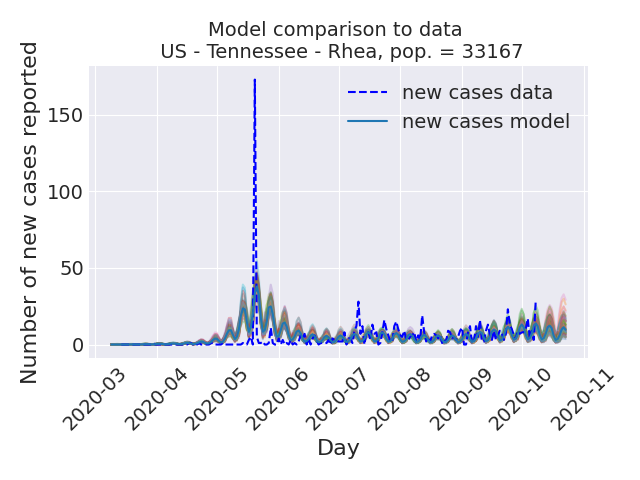 Model comparison to data
US - Tennessee - Rhea, pop. = 33167
Number of new cases reported
150
100
50
0
new cases data
new cases model
2020-03
2020-04
2020-05
2020-06
2020-07
2020-08
2020-09
2020-10
2020-11
Day